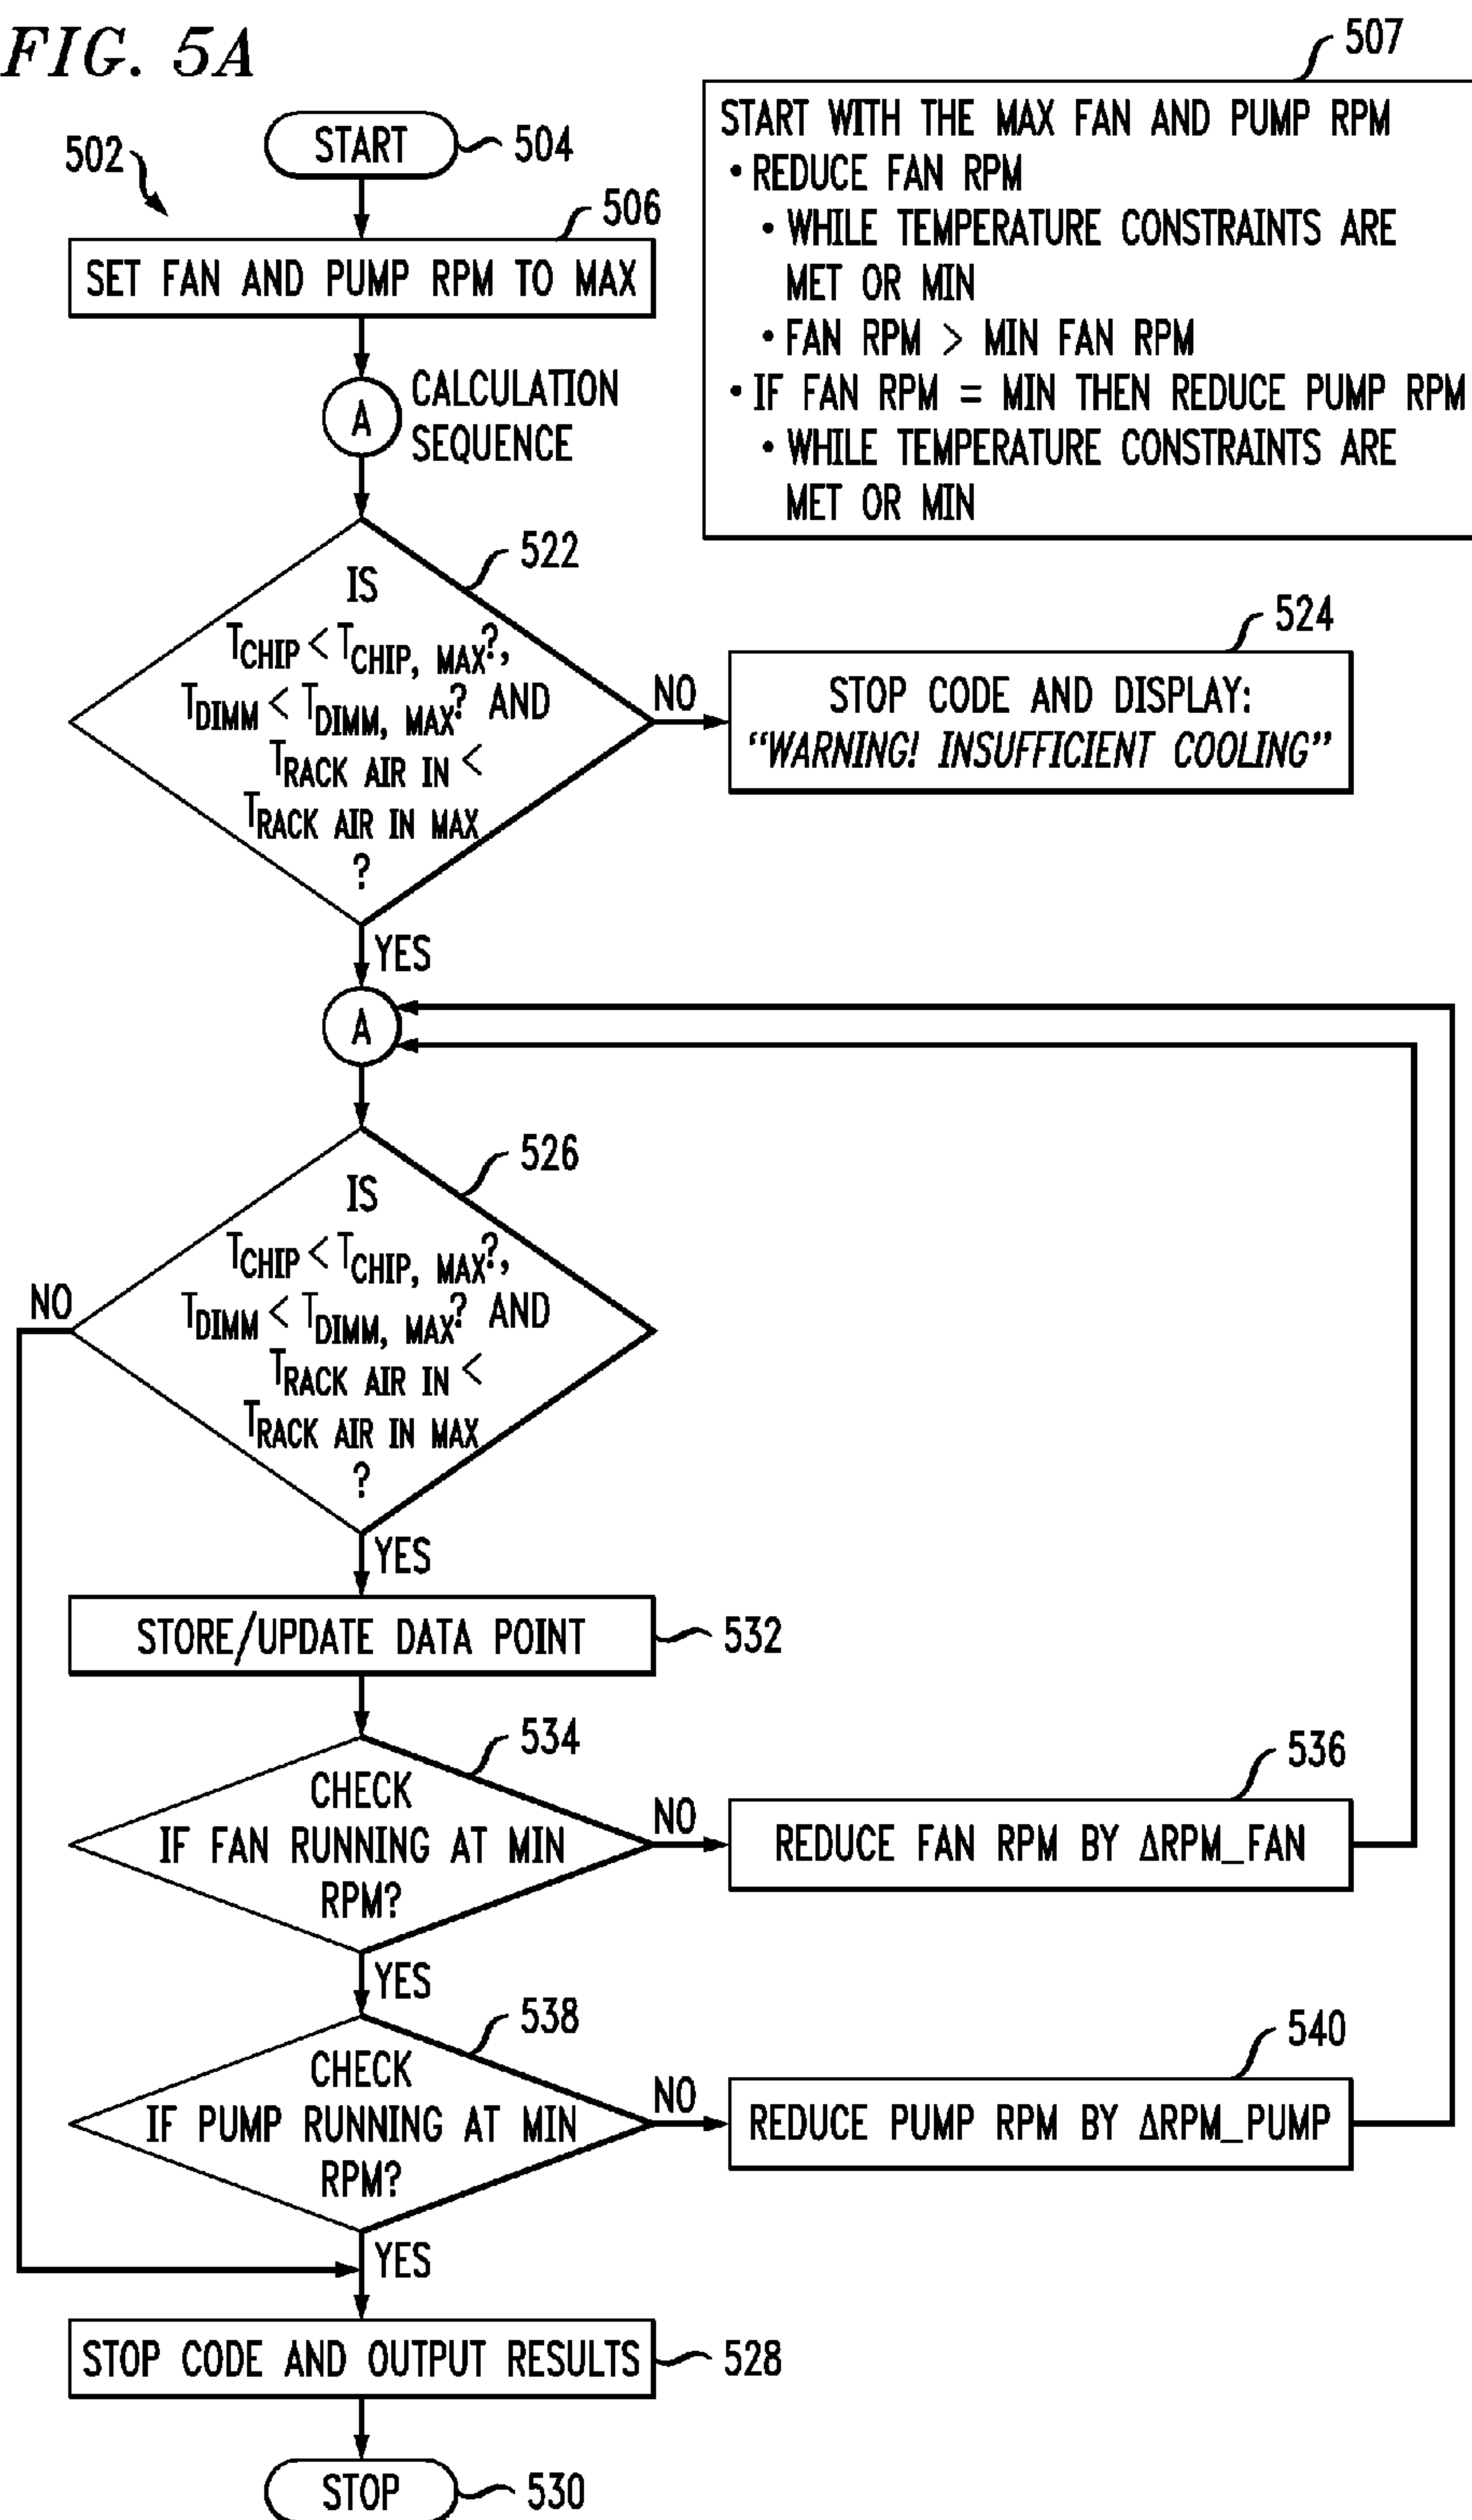 FIG. 5A
507
502
START
504
506
SET FAN AND PUMP RPM TO MAX
START WITH THE MAX FAN AND PUMP RPM
• REDUCE FAN RPM
• WHILE TEMPERATURE CONSTRAINTS ARE
MET OR MIN
• FAN RPM > MIN FAN RPM
• IF FAN RPM = MIN THEN REDUCE PUMP RPM
• WHILE TEMPERATURE CONSTRAINTS ARE
MET OR MIN
A
CALCULATION
SEQUENCE
522
IS
TCHIP < TCHIP, MAX?,
TDIMM < TDIMM, MAX? AND
TRACK AIR IN <
TRACK AIR IN MAX
?
NO
524
STOP CODE AND DISPLAY:
"WARNING! INSUFFICIENT COOLING"
YES
A
526
IS
TCHIP < TCHIP, MAX?,
TDIMM < TDIMM, MAX? AND
TRACK AIR IN <
TRACK AIR IN MAX
?
NO
YES
STORE/UPDATE DATA POINT
532
534
CHECK
IF FAN RUNNING AT MIN
RPM?
NO
536
REDUCE FAN RPM BY ΔRPM_FAN
YES
538
CHECK
IF PUMP RUNNING AT MIN
RPM?
NO
540
REDUCE PUMP RPM BY ΔRPM_PUMP
YES
STOP CODE AND OUTPUT RESULTS
528
STOP
530